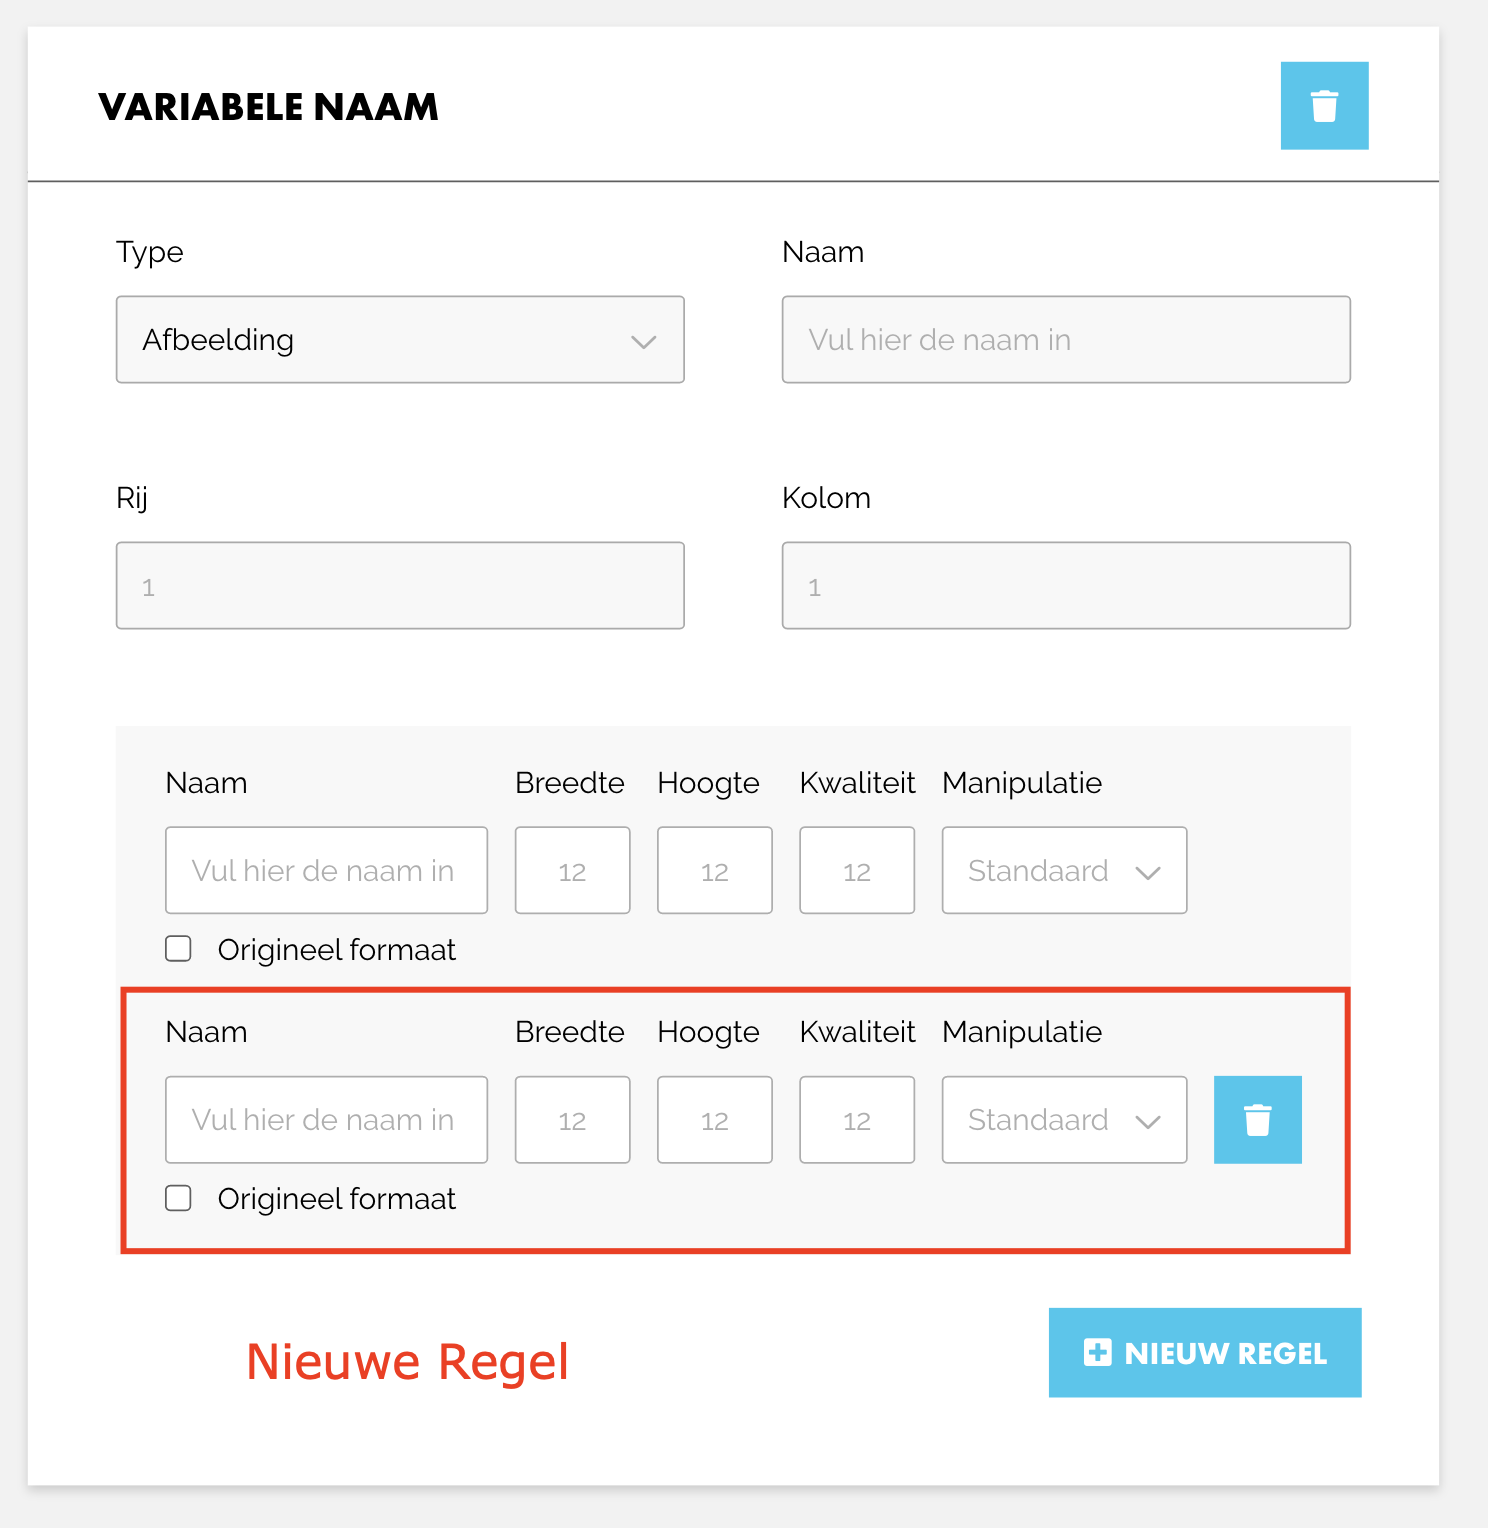 VARIABELE NAAM
Type Naam
Afbeelding Vul hier de naam in
Rij Kolom
1 1
Naam Breedte Hoogte Kwaliteit Manipulatie
Vul hier de naam in 12 12 12 Standaard
Origineel formaat
Naam Breedte Hoogte Kwaliteit Manipulatie
Vul hier de naam in 12 12 12 Standaard
Origineel formaat
Nieuwe Regel NIEUW REGEL